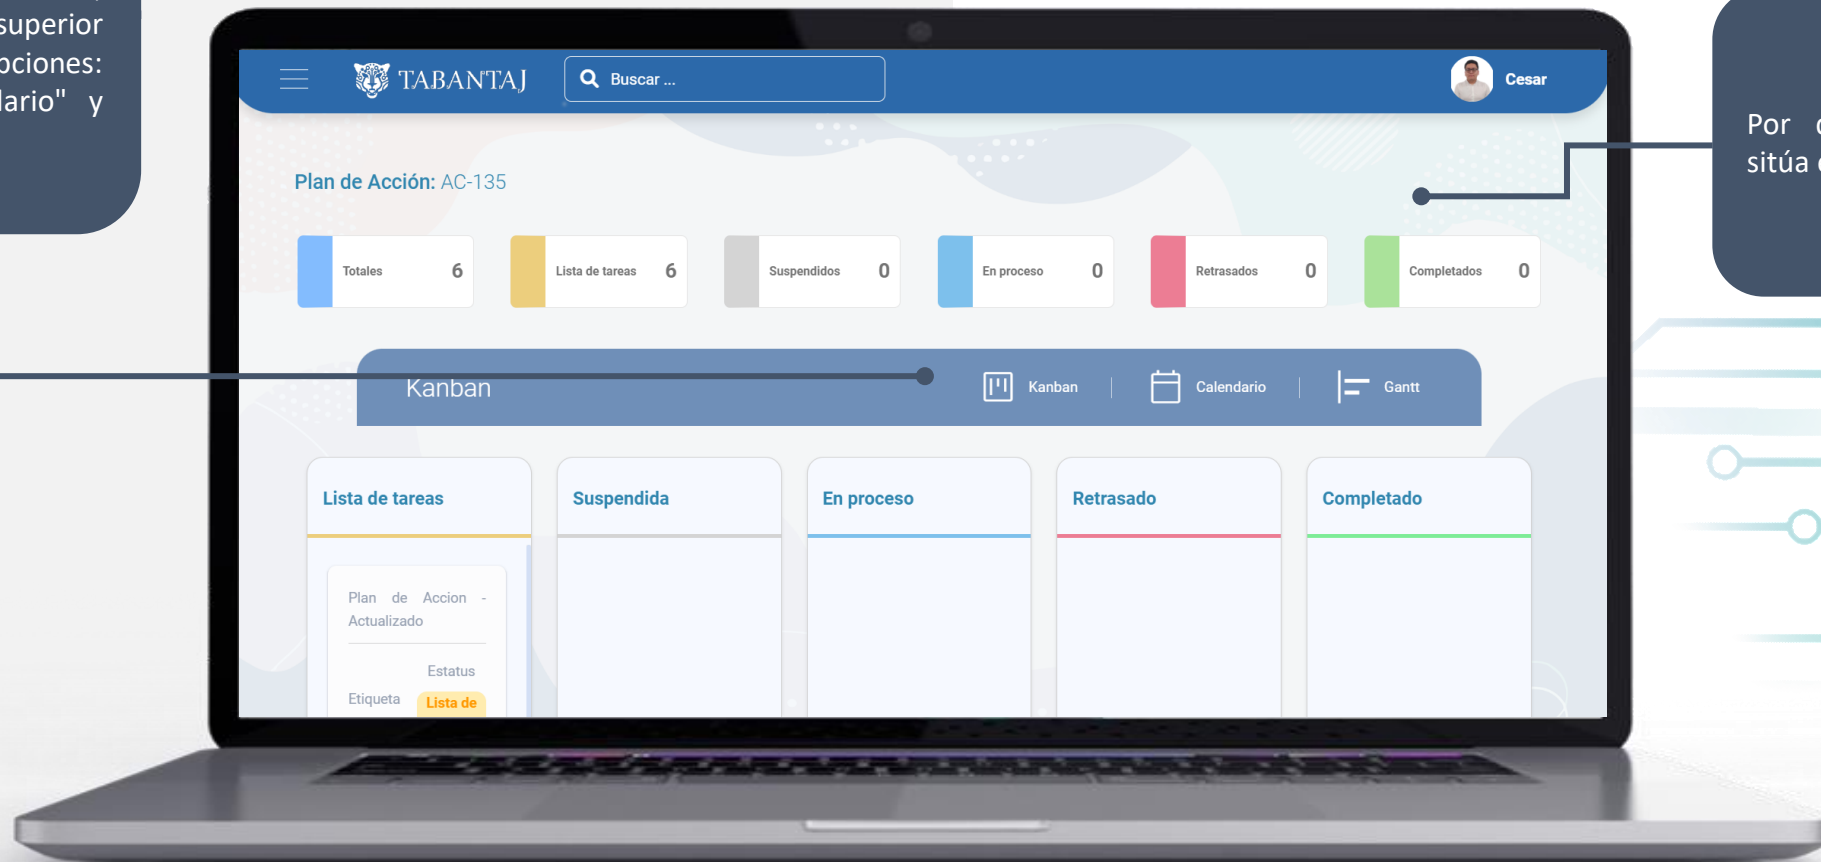 superior
"y
TABANTAJ
Buscar ...
Cesar
Por
sitúa
Plan de Acción: AC-135
Totales 6
Lista de tareas 6
Suspendidos 0
En proceso 0
Retrasados 0
Completados 0
Kanban
Kanban
Calendario
Gantt
Lista de tareas
Suspendida
En proceso
Retrasado
Completado
Plan de Accion -
Actualizado
Estatus
Etiqueta
Lista de